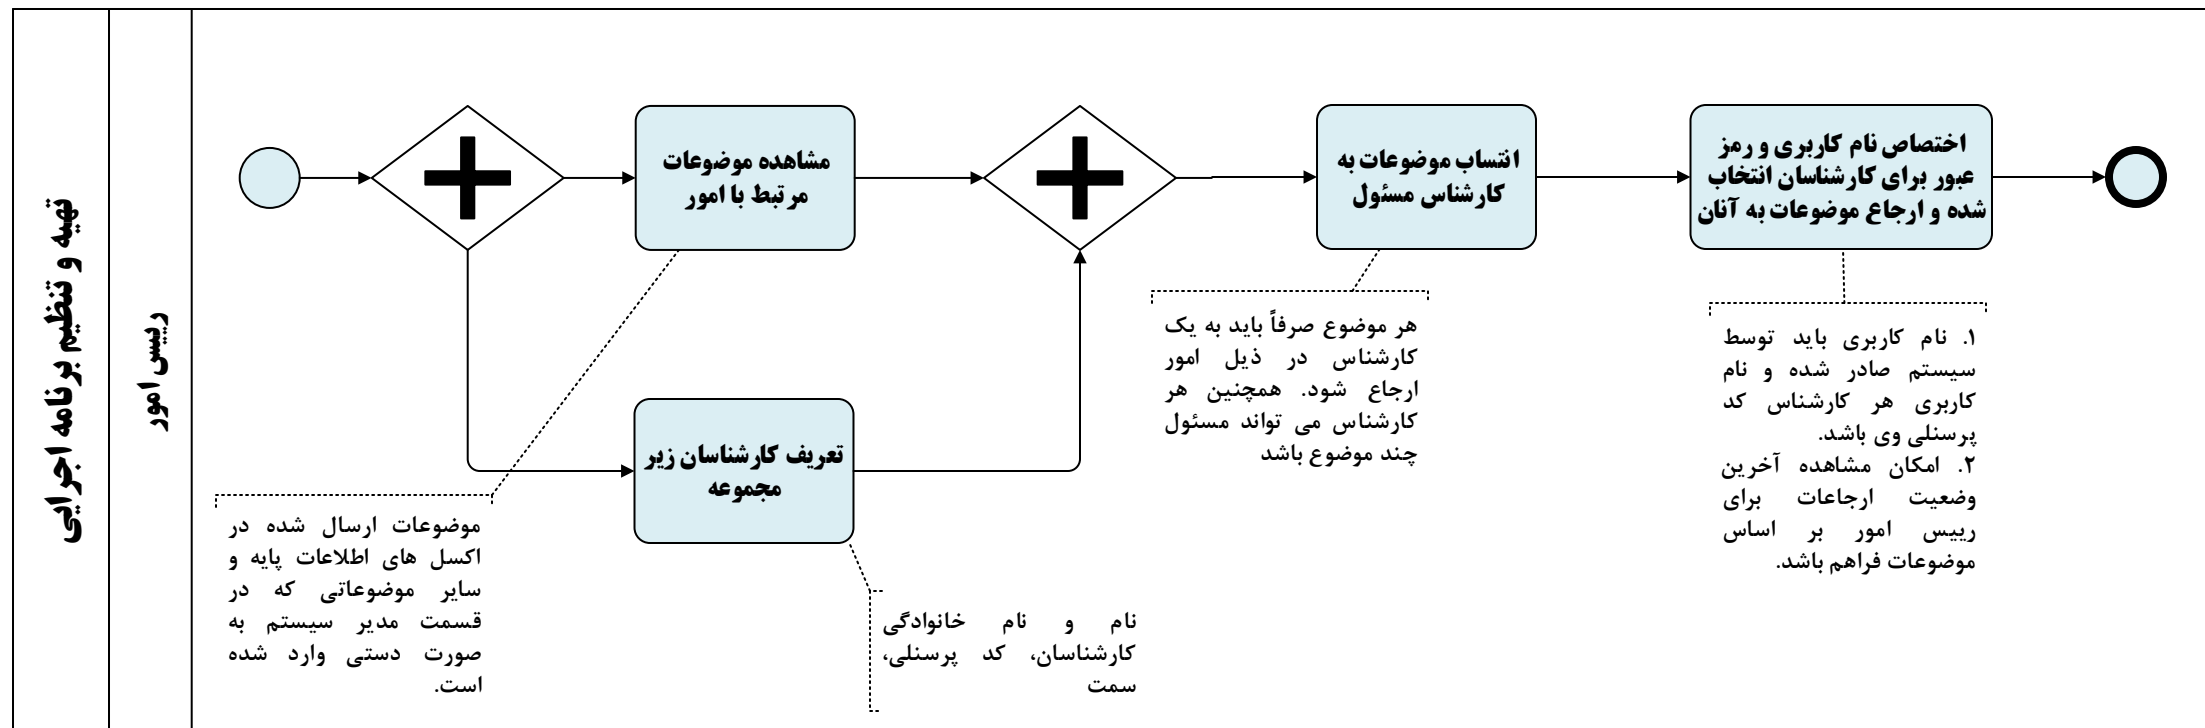 تهیه و تنظیم برنامه اجرایی
رییس امور
مشاهده موضوعات
مرتبط با امور
انتساب موضوعات به
کارشناس مسئول
اختصاص نام کاربری و رمز
عبور برای کارشناسان انتخاب
شده و ارجاع موضوعات به آنان
تعریف کارشناسان زیر
مجموعه
موضوعات ارسال شده در
اکسل های اطلاعات پایه و
سایر موضوعاتی که در
قسمت مدیر سیستم به
صورت دستی وارد شده
است.
نام و نام خانوادگی
کارشناسان، کد پرسنلی،
سمت
هر موضوع صرفاً باید به یک
کارشناس در ذیل امور
ارجاع شود. همچنین هر
کارشناس می تواند مسئول
چند موضوع باشد
۱. نام کاربری باید توسط
سیستم صادر شده و نام
کاربری هر کارشناس کد
پرسنلی وی باشد.
۲. امکان مشاهده آخرین
وضعیت ارجاعات برای
رییس امور بر اساس
موضوعات فراهم باشد.